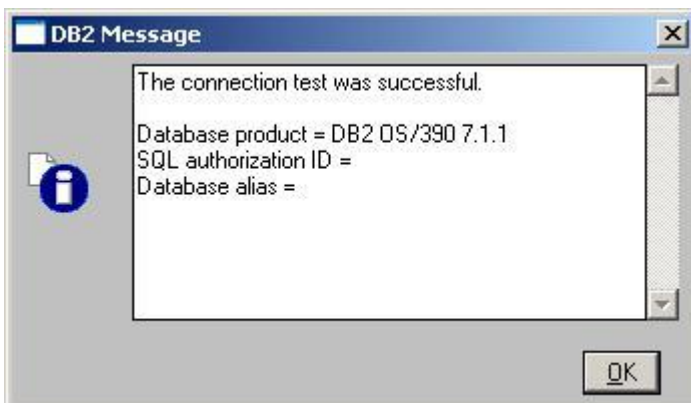 DB2 Message
The connection test was successful.
Database product = DB2 OS/390 7.1.1
SQL authorization ID =
Database alias =
OK